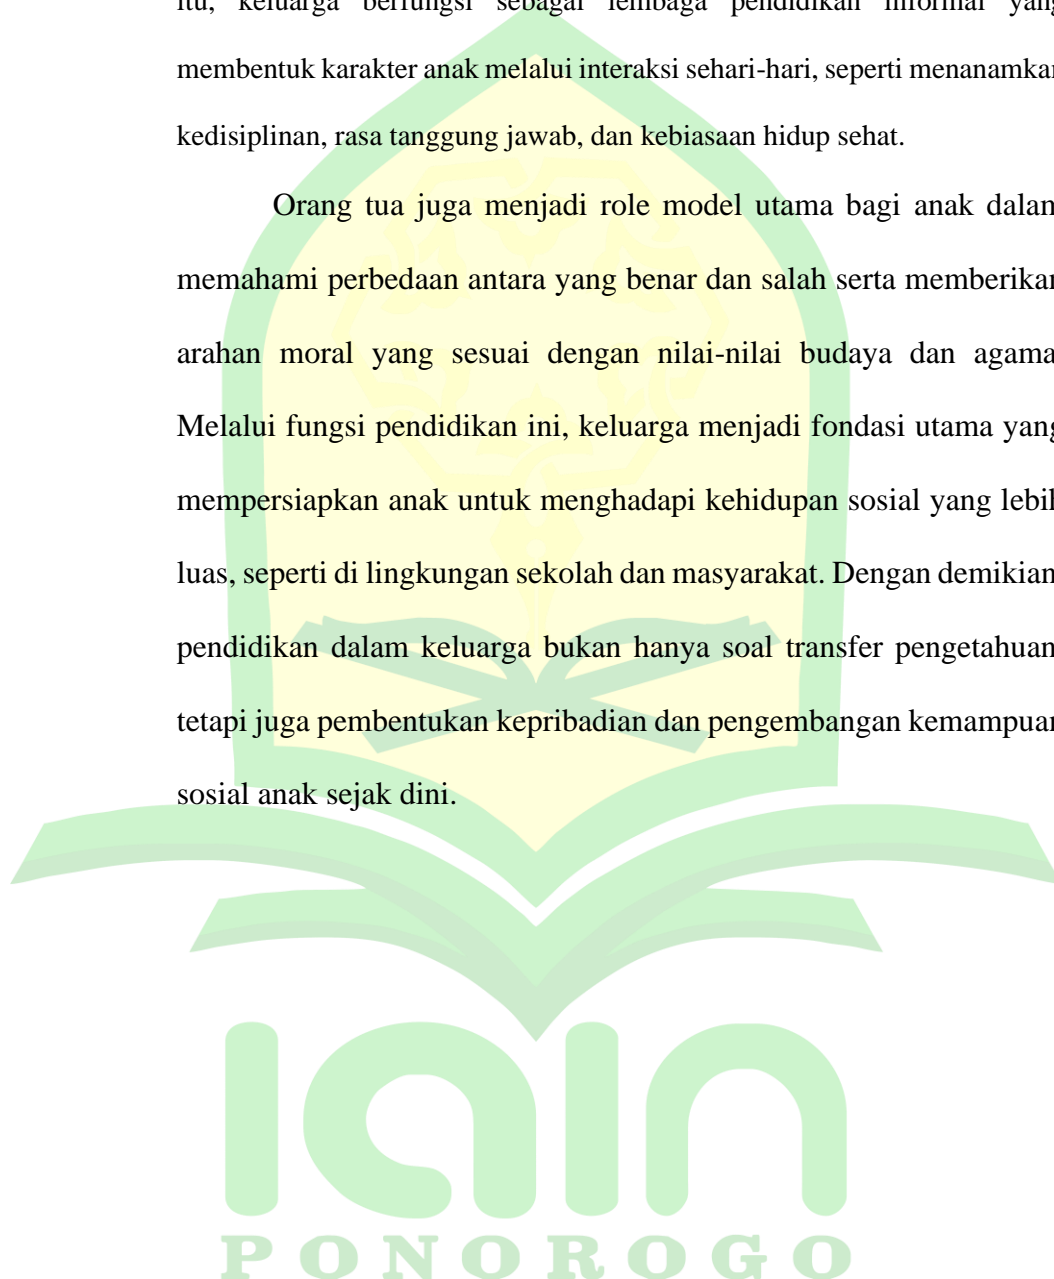 itu, keluarga berfungsi sebagai lembaga pendidikan informal yang
membentuk karakter anak melalui interaksi sehari-hari, seperti menanamkan
kedisiplinan, rasa tanggung jawab, dan kebiasaan hidup sehat.
Orang tua juga menjadi role model utama bagi anak dalam
memahami perbedaan antara yang benar dan salah serta memberikan
arahan moral yang sesuai dengan nilai-nilai budaya dan agama.
Melalui fungsi pendidikan ini, keluarga menjadi fondasi utama yang
mempersiapkan anak untuk menghadapi kehidupan sosial yang lebih
luas, seperti di lingkungan sekolah dan masyarakat. Dengan demikian,
pendidikan dalam keluarga bukan hanya soal transfer pengetahuan,
tetapi juga pembentukan kepribadian dan pengembangan kemampuan
sosial anak sejak dini.
iain
PONOROGO